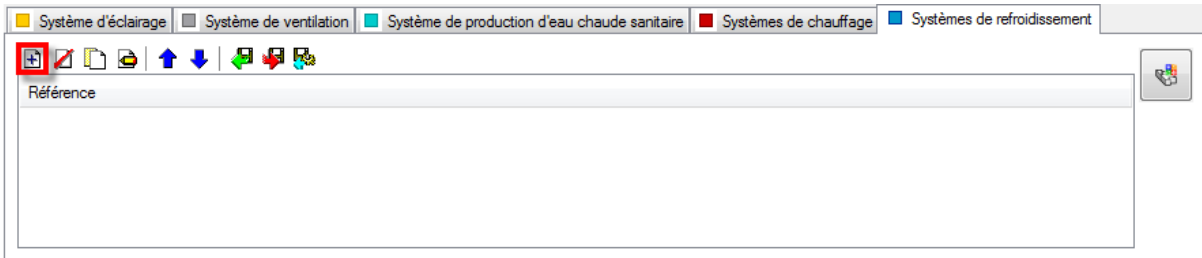 Système d'éclairage Système de ventilation Système de production d'eau chaude sanitaire Systèmes de chauffage Systèmes de refroidissement
Référence